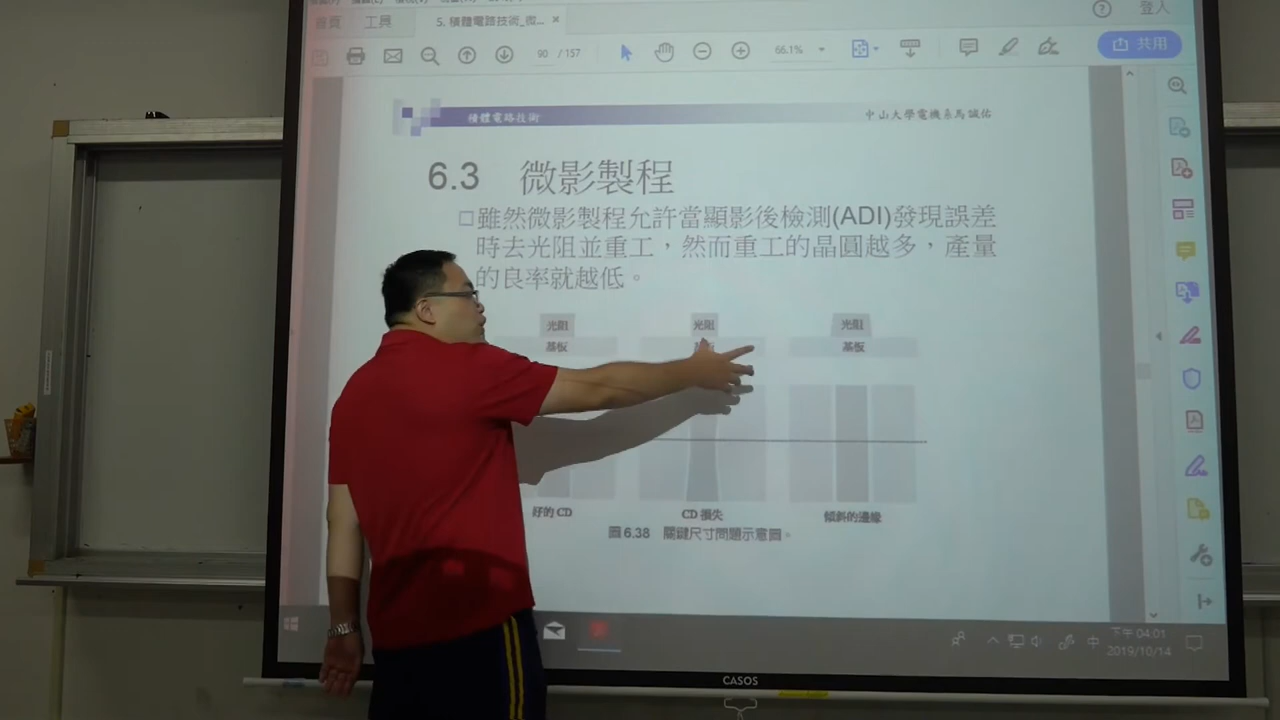 工具
5. 積體電路技術_微...
登入
90 / 157
66.1%
共用
積體電路技術
中山大學電機系馬誠佑
6.3 微影製程
雖然微影製程允許當顯影後檢測(ADI)發現誤差
時去光阻並重工，然而重工的晶圓越多，產量
的良率就越低。
光阻 光阻 光阻
基板 基板
好的 CD CD 損失 傾斜的邊緣
圖 6.38 關鍵尺寸問題示意圖。
中
下午 04:01
2019/10/14
CASOS